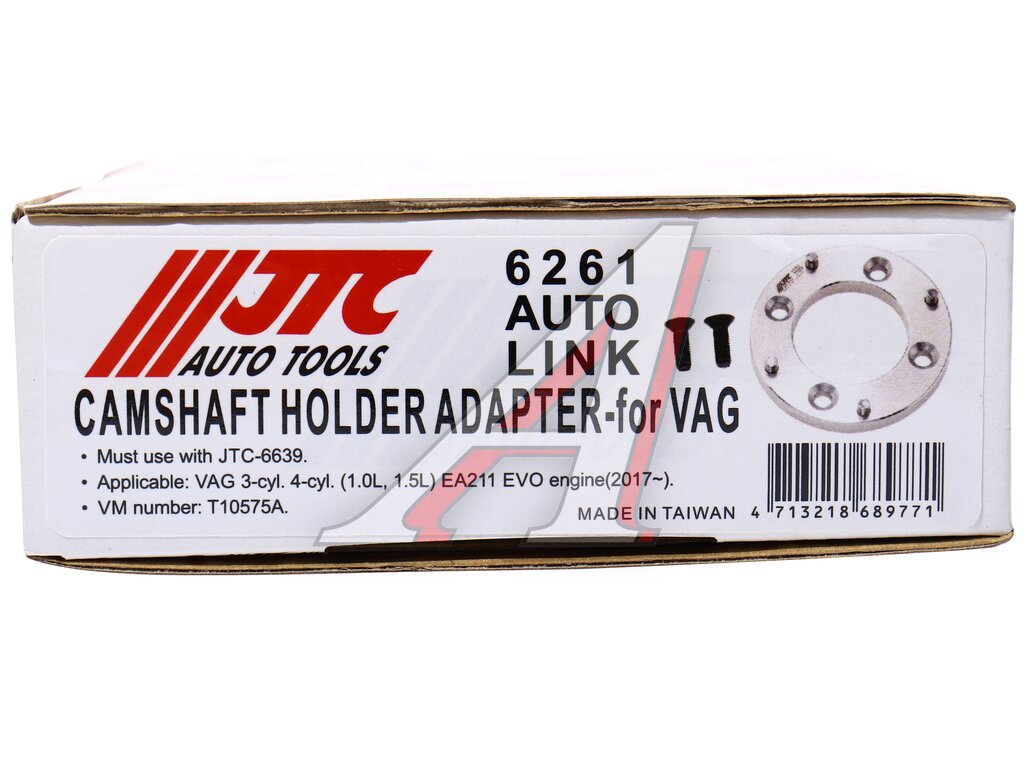 JTC
AUTO TOOLS
6261
AUTO
LINK
CAMSHAFT HOLDER ADAPTER-for VAG
• Must use with JTC-6639.
• Applicable: VAG 3-cyl. 4-cyl. (1.0L, 1.5L) EA211 EVO engine(2017~).
• VM number: T10575A.
MADE IN TAIWAN
4 713218 689771